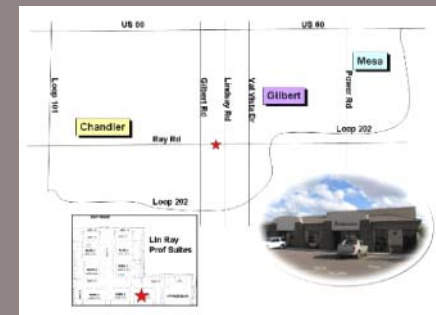 US 60
US 60
Mesa
Loop 101
Gilbert Rd
Lindsay Rd
Val Vista Dr
Power Rd
Gilbert
Chandler
Loop 202
Ray Rd
Loop 202
Lin Ray
Prof Suites